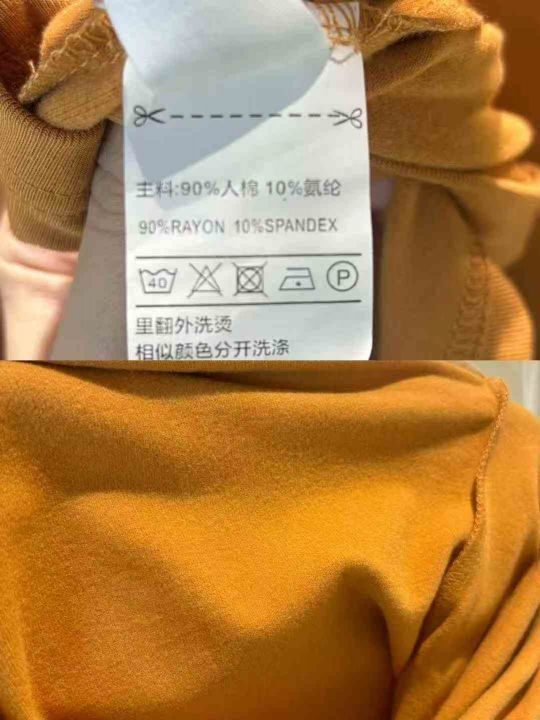 主料:90%人棉 10%氨纶
90%RAYON 10%SPANDEX
40 P
里翻外洗烫
相似颜色分开洗涤